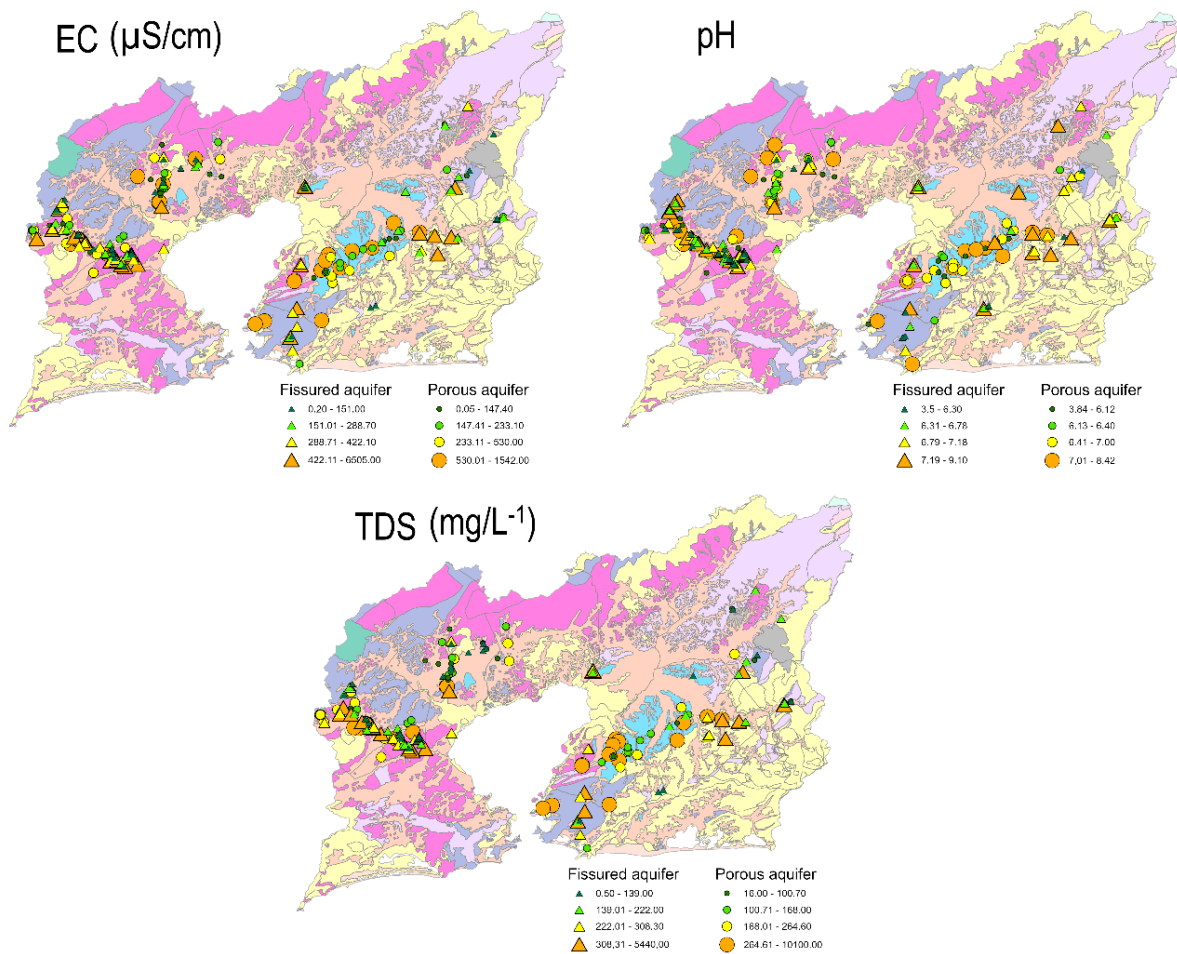 EC (µS/cm)
pH
Fissured aquifer Porous aquifer
0.20 - 151.00 0.05 - 147.40
151.01 - 288.70 147.41 - 233.10
288.71 - 422.10 233.11 - 530.00
422.11 - 6505.00 530.01 - 1542.00
Fissured aquifer Porous aquifer
3.5 - 6.30 3.84 - 6.12
6.31 - 6.78 6.13 - 6.40
6.79 - 7.18 6.41 - 7.00
7.19 - 9.10 7,01 - 8.42
TDS (mg/L⁻¹)
Fissured aquifer Porous aquifer
0.50 - 139.00 16.00 - 100.70
139.01 - 222.00 100.71 - 168.00
222.01 - 308.30 168.01 - 264.60
308,31 - 5440,00 264.61 - 10100.00